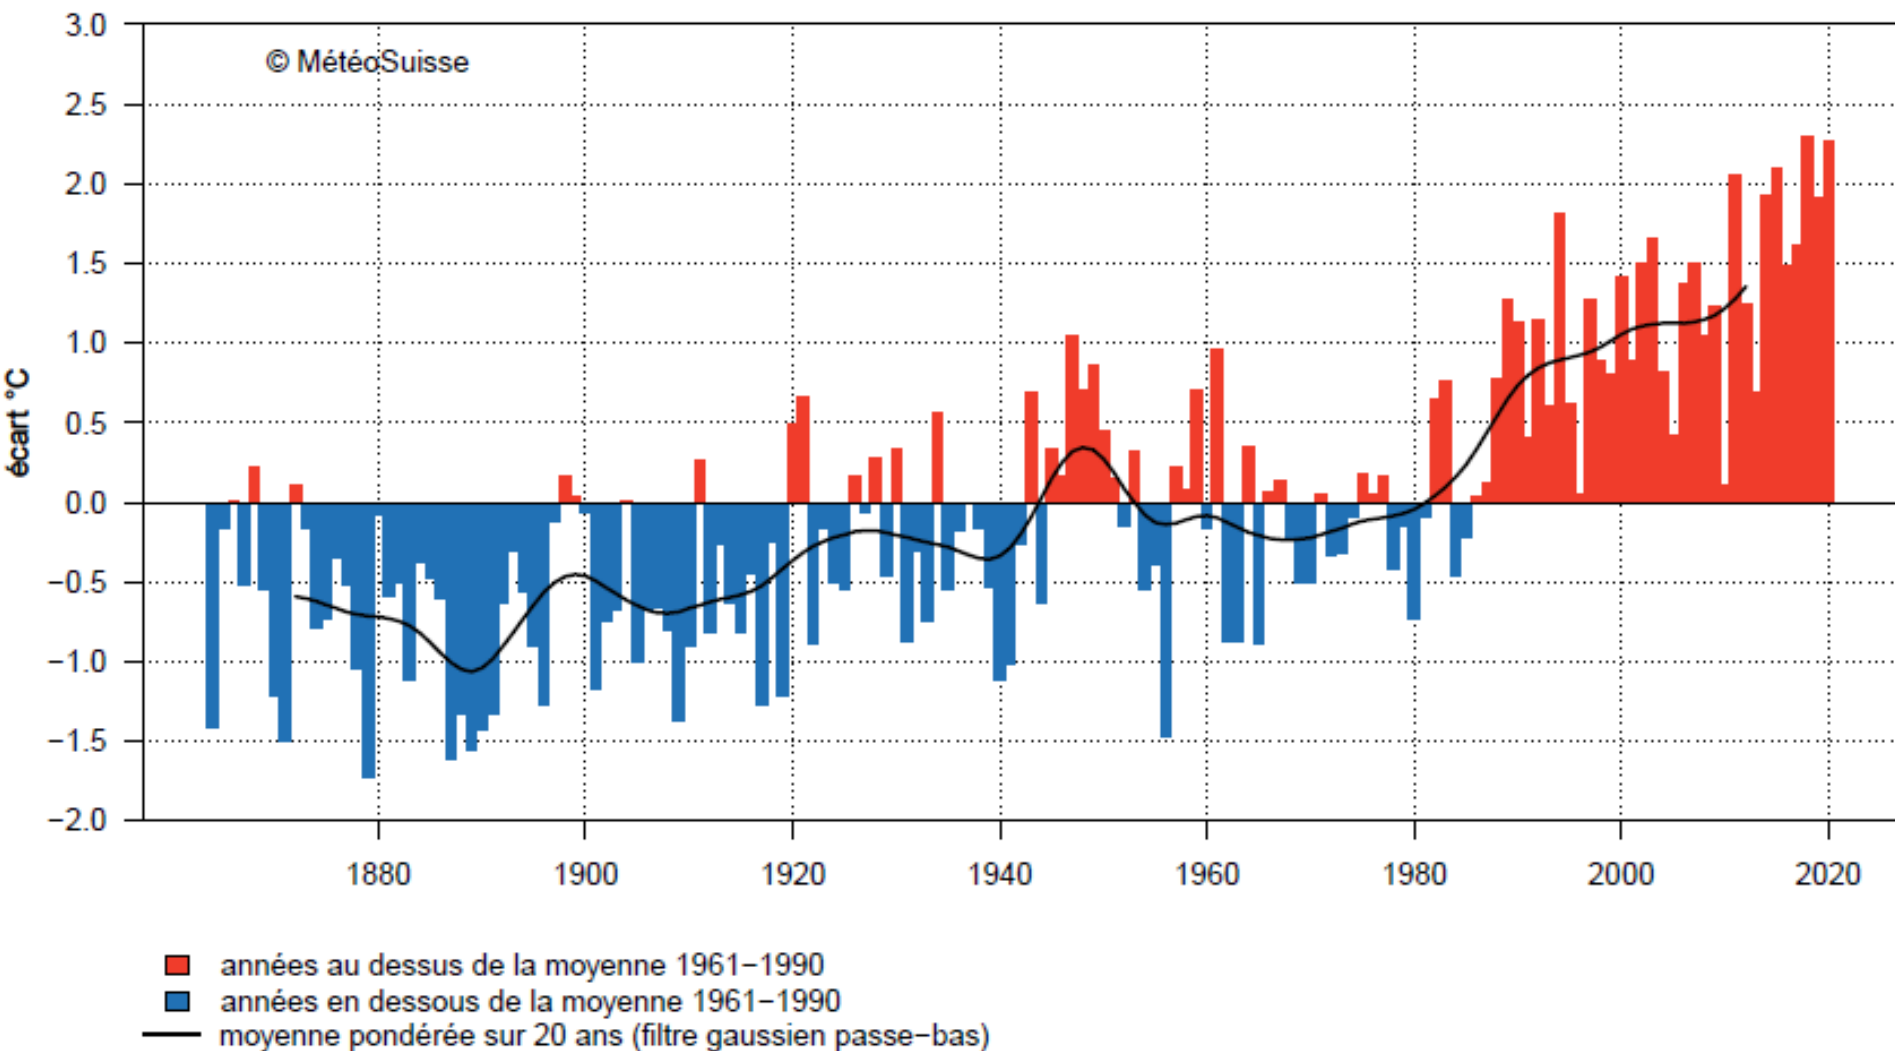 3.0
© MétéoSuisse
2.5
2.0
1.5
1.0
0.5
0.0
−0.5
−1.0
−1.5
−2.0
écart °C
1880 1900 1920 1940 1960 1980 2000 2020
années au dessus de la moyenne 1961−1990
années en dessous de la moyenne 1961−1990
moyenne pondérée sur 20 ans (filtre gaussien passe−bas)